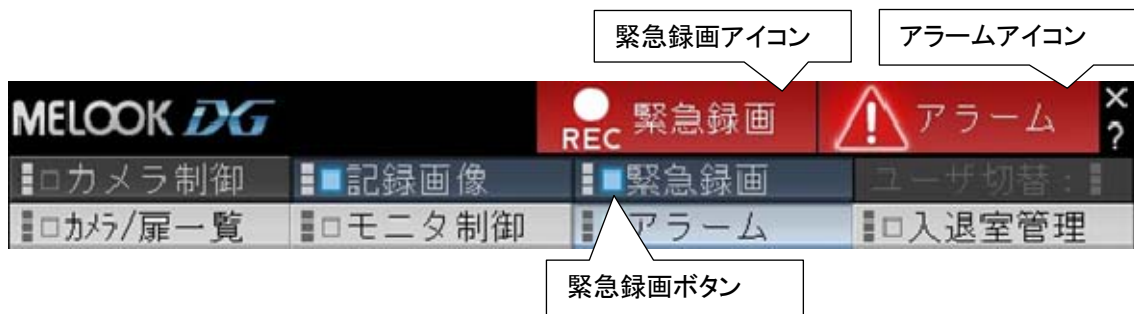 緊急録画アイコン
アラームアイコン
MELOOK DG
REC 緊急録画
アラーム
×
?
カメラ制御
記録画像
緊急録画
ユーザ切替:
カメラ/扉一覧
モニタ制御
アラーム
入退室管理
緊急録画ボタン